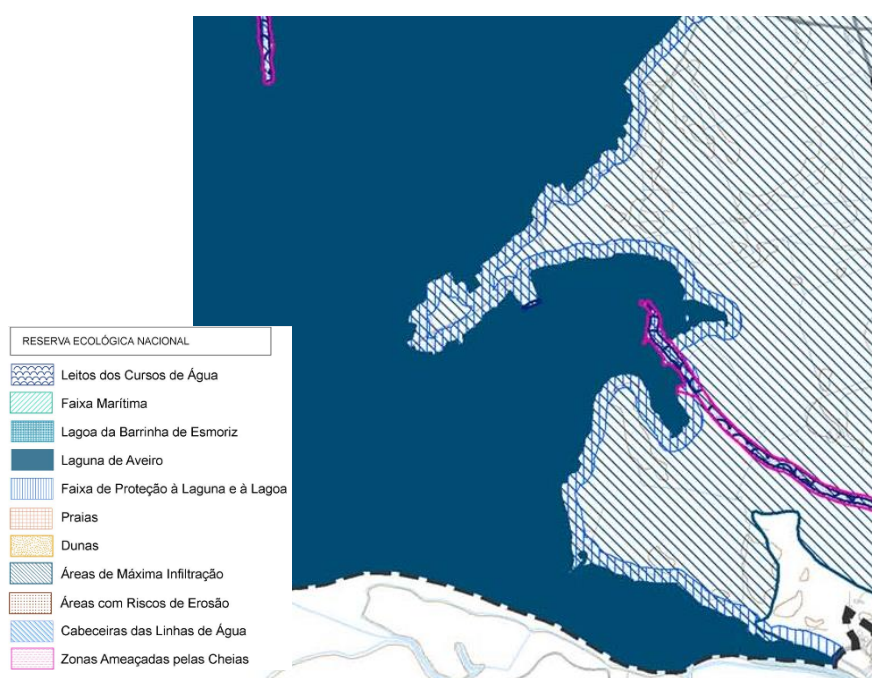 RESERVA ECOLÓGICA NACIONAL
Leitos dos Cursos de Água
Faixa Marítima
Lagoa da Barrinha de Esmoriz
Laguna de Aveiro
Faixa de Proteção à Laguna e à Lagoa
Praias
Dunas
Áreas de Máxima Infiltração
Áreas com Riscos de Erosão
Cabeceiras das Linhas de Água
Zonas Ameaçadas pelas Cheias